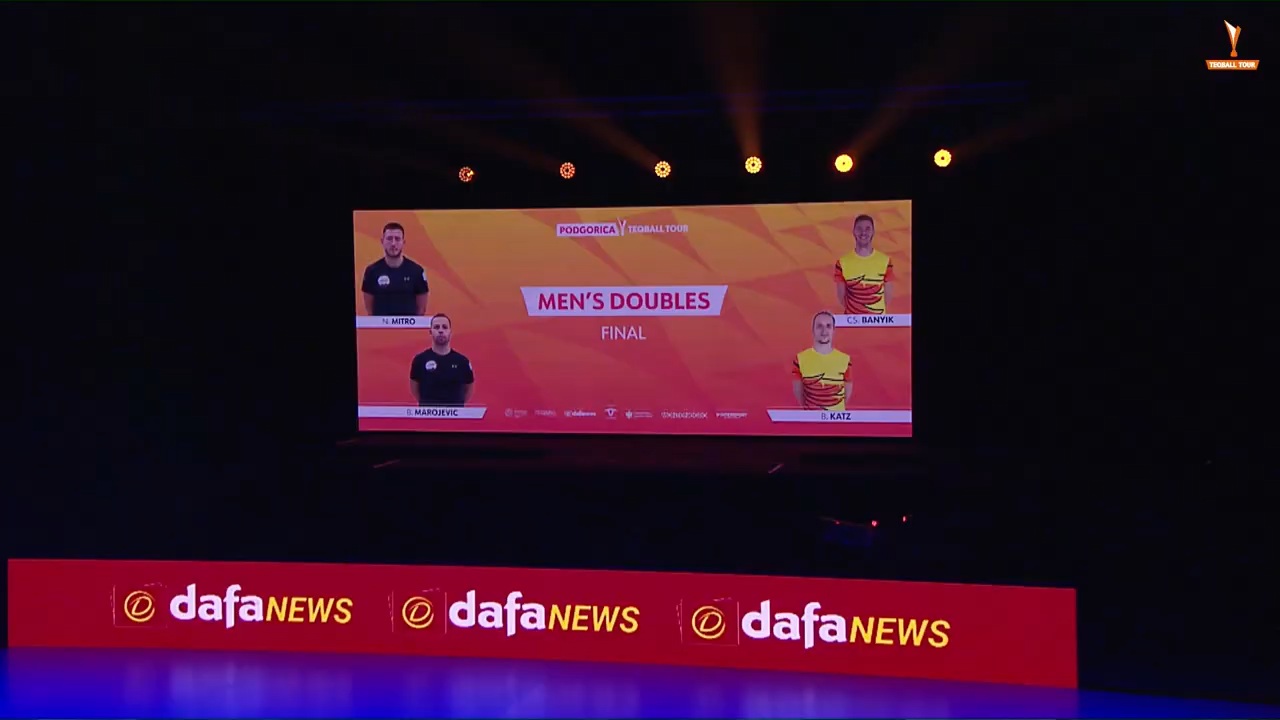 TEQBALL TOUR
PODGORICA TEQBALL TOUR
MEN'S DOUBLES
FINAL
N. MITRO
CS. BANYIK
B. MAROJEVIC
B. KATZ
dafaNEWS dafaNEWS dafaNEWS